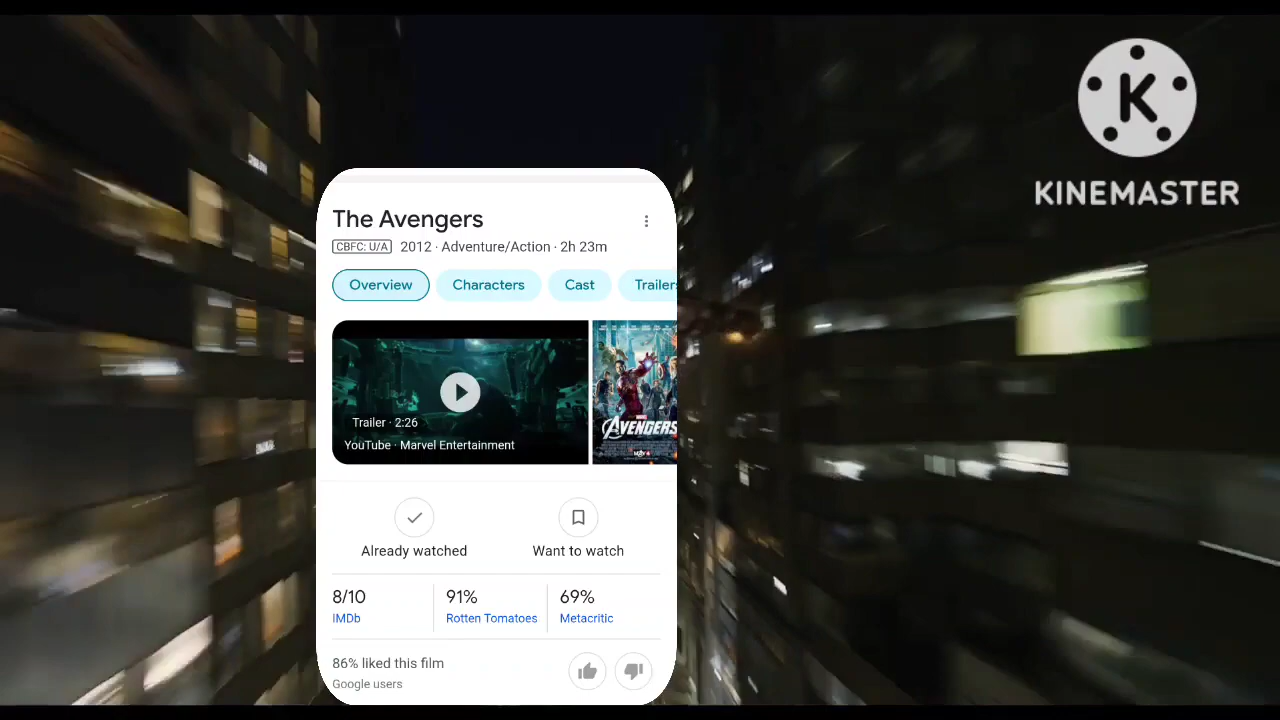 K
KINEMASTER
The Avengers
CBFC: U/A 2012 · Adventure/Action · 2h 23m
Overview
Characters
Cast
Trailers
Trailer · 2:26
YouTube · Marvel Entertainment
MARVEL
AVENGERS
Already watched
Want to watch
8/10
IMDb
91%
Rotten Tomatoes
69%
Metacritic
86% liked this film
Google users